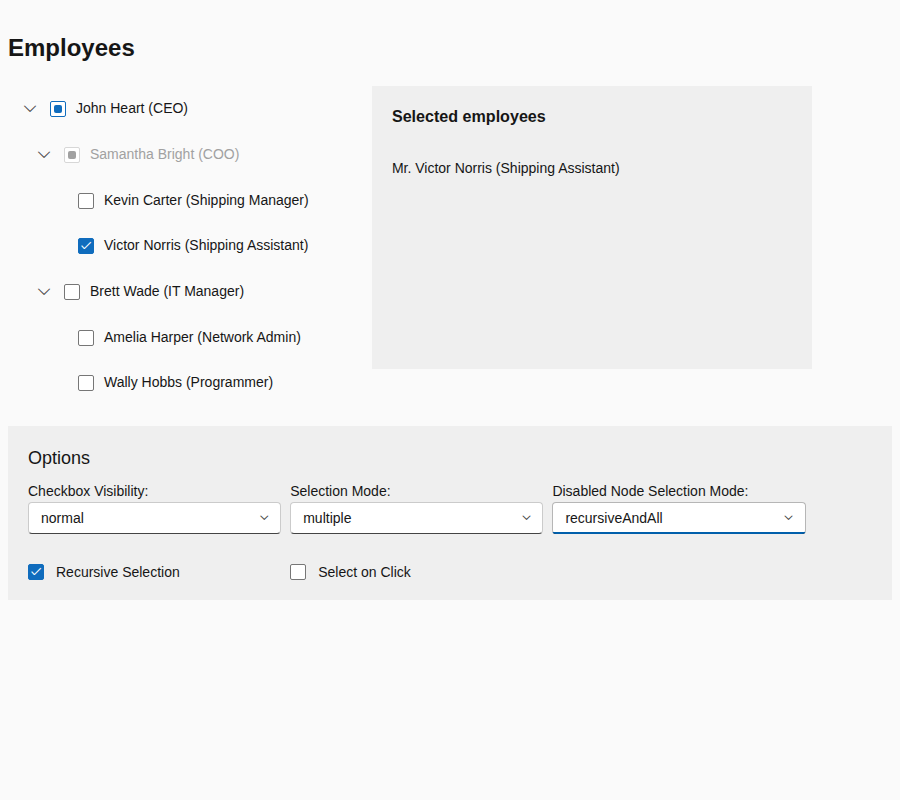 Employees
John Heart (CEO)
Samantha Bright (COO)
Kevin Carter (Shipping Manager)
Victor Norris (Shipping Assistant)
Brett Wade (IT Manager)
Amelia Harper (Network Admin)
Wally Hobbs (Programmer)
Selected employees
Mr. Victor Norris (Shipping Assistant)
Options
Checkbox Visibility:
normal
Selection Mode:
multiple
Disabled Node Selection Mode:
recursiveAndAll
Recursive Selection
Select on Click